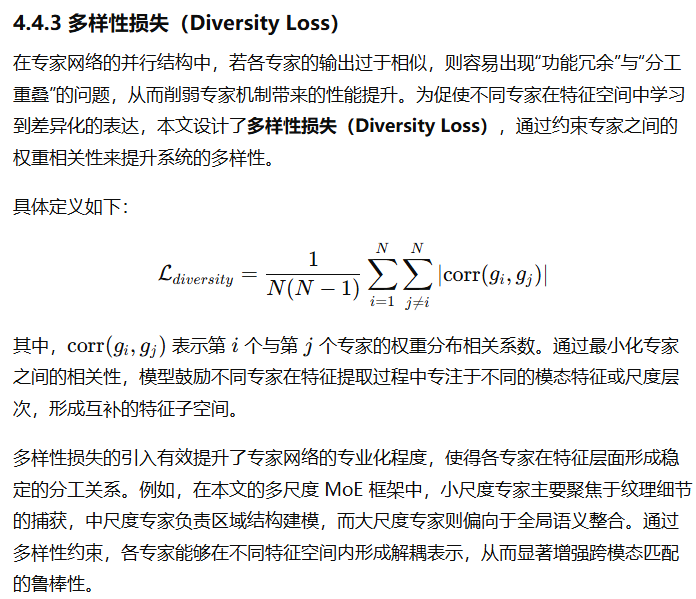 4.4.3 多样性损失（Diversity Loss）
在专家网络的并行结构中，若各专家的输出过于相似，则容易出现“功能冗余”与“分工
重叠”的问题，从而削弱专家机制带来的性能提升。为促使不同专家在特征空间中学习
到差异化的表达，本文设计了多样性损失（Diversity Loss），通过约束专家之间的
权重相关性来提升系统的多样性。
具体定义如下：
$\mathcal{L}_{diversity} = \frac{1}{N(N-1)} \sum_{i=1}^{N} \sum_{j \neq i}^{N} |\mathrm{corr}(g_i, g_j)|$
其中，corr(g_i, g_j) 表示第 i 个与第 j 个专家的权重分布相关系数。通过最小化专家
之间的相关性，模型鼓励不同专家在特征提取过程中专注于不同的模态特征或尺度层
次，形成互补的特征子空间。
多样性损失的引入有效提升了专家网络的专业化程度，使得各专家在特征层面形成稳
定的分工关系。例如，在本文的多尺度 MoE 框架中，小尺度专家主要聚焦于纹理细节
的捕获，中尺度专家负责区域结构建模，而大尺度专家则偏向于全局语义整合。通过
多样性约束，各专家能够在不同特征空间内形成解耦表示，从而显著增强跨模态匹配
的鲁棒性。